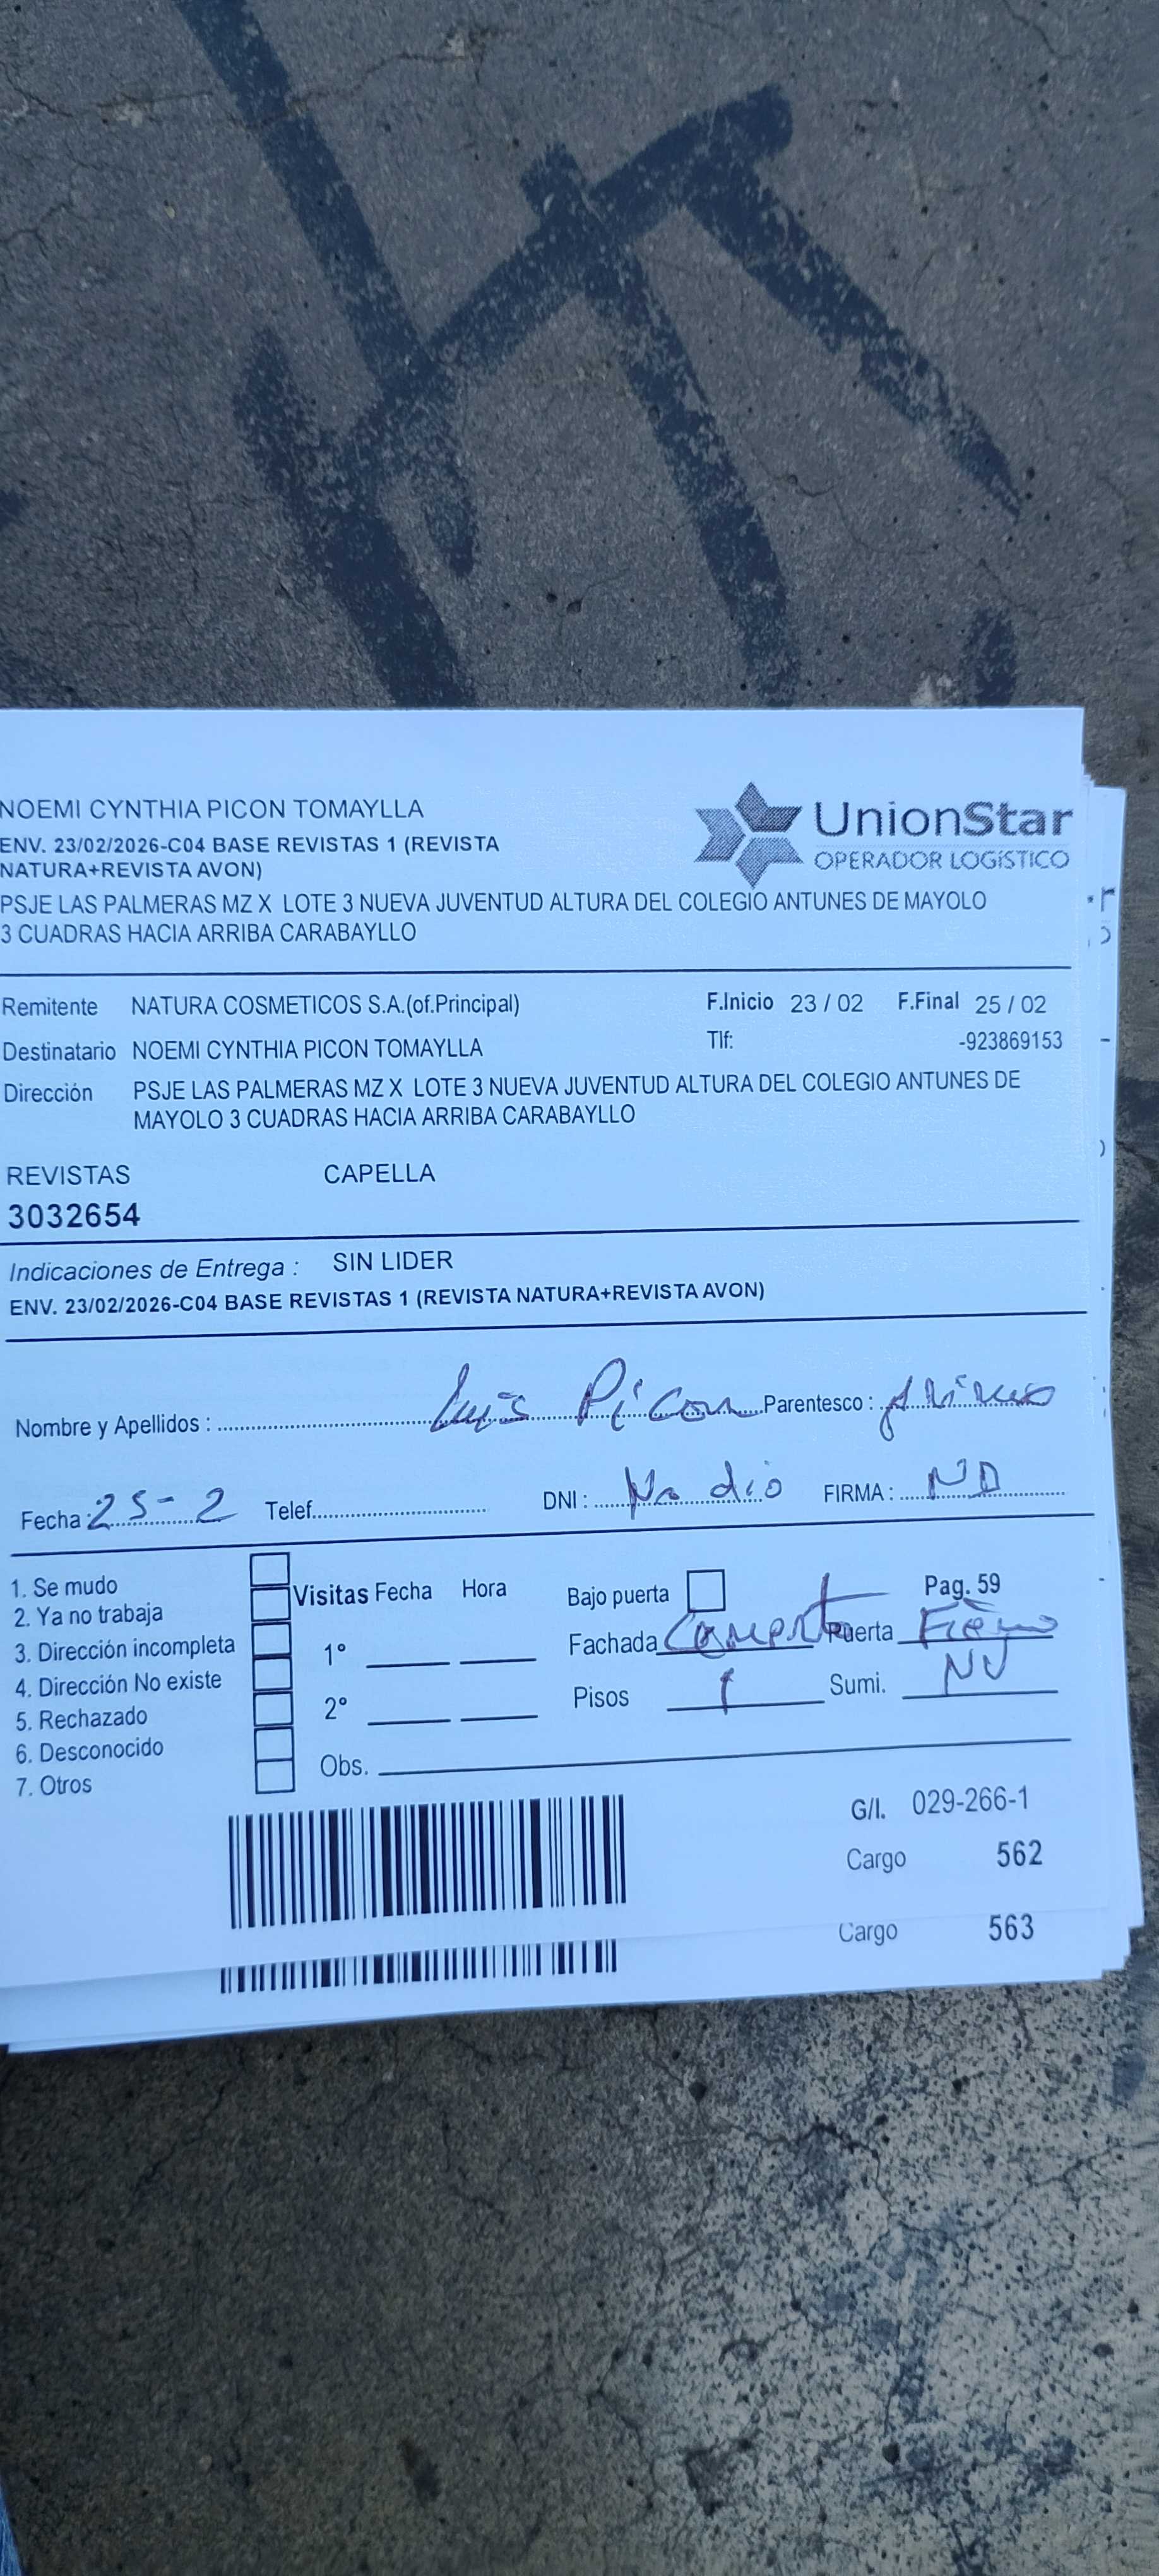 NOEMI CYNTHIA PICON TOMAYLLA
ENV. 23/02/2026-C04 BASE REVISTAS 1 (REVISTA
NATURA+REVISTA AVON)
UnionStar
OPERADOR LOGÍSTICO
PSJE LAS PALMERAS MZ X LOTE 3 NUEVA JUVENTUD ALTURA DEL COLEGIO ANTUNES DE MAYOLO
3 CUADRAS HACIA ARRIBA CARABAYLLO
Remitente NATURA COSMETICOS S.A.(of.Principal) F.Inicio 23 / 02 F.Final 25 / 02
Destinatario NOEMI CYNTHIA PICON TOMAYLLA Tlf: -923869153
Dirección PSJE LAS PALMERAS MZ X LOTE 3 NUEVA JUVENTUD ALTURA DEL COLEGIO ANTUNES DE
MAYOLO 3 CUADRAS HACIA ARRIBA CARABAYLLO
REVISTAS CAPELLA
3032654
Indicaciones de Entrega : SIN LIDER
ENV. 23/02/2026-C04 BASE REVISTAS 1 (REVISTA NATURA+REVISTA AVON)
Nombre y Apellidos : Luis Picon Parentesco :
Fecha : 25-2 Telef. DNI : No dio FIRMA : ND
1. Se mudo
2. Ya no trabaja
3. Dirección incompleta
4. Dirección No existe
5. Rechazado
6. Desconocido
7. Otros
Visitas Fecha Hora
1°
2°
Obs.
Bajo puerta Pag. 59
Fachada Puerta Fierro
Pisos 1 Sumi. NV
G/I. 029-266-1
Cargo 562
Cargo 563